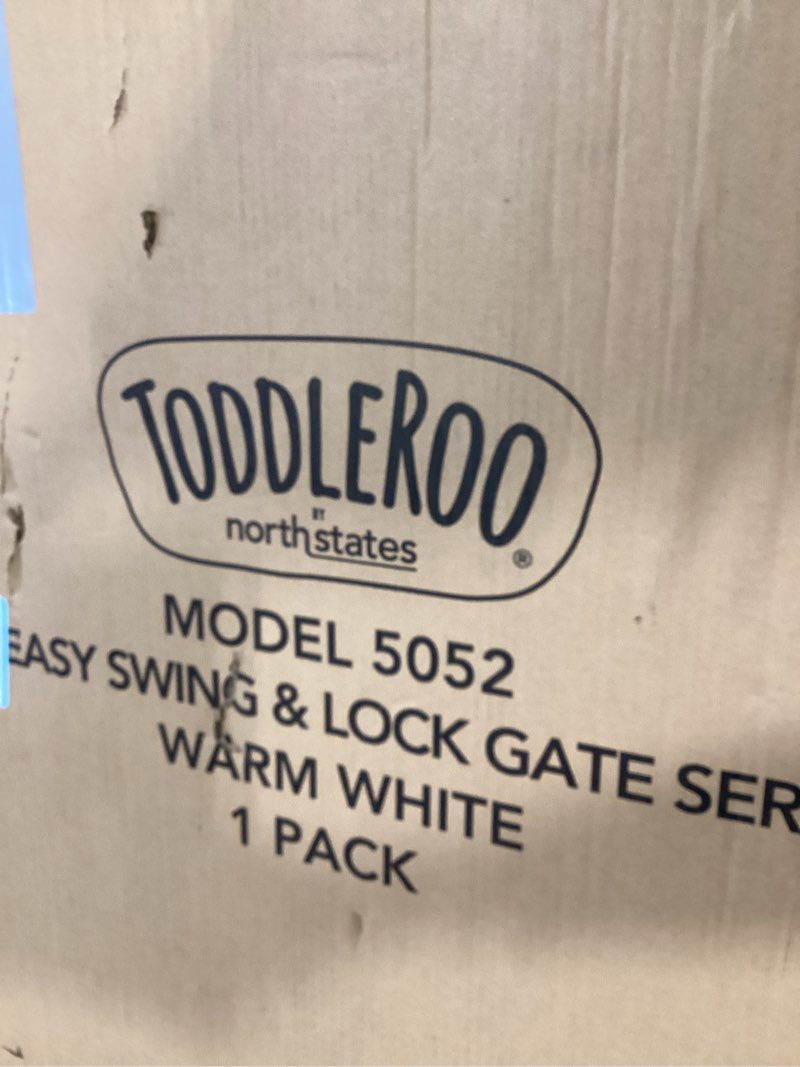 TODDLEROO
BY
northstates
®
MODEL 5052
EASY SWING & LOCK GATE SER
WARM WHITE
1 PACK